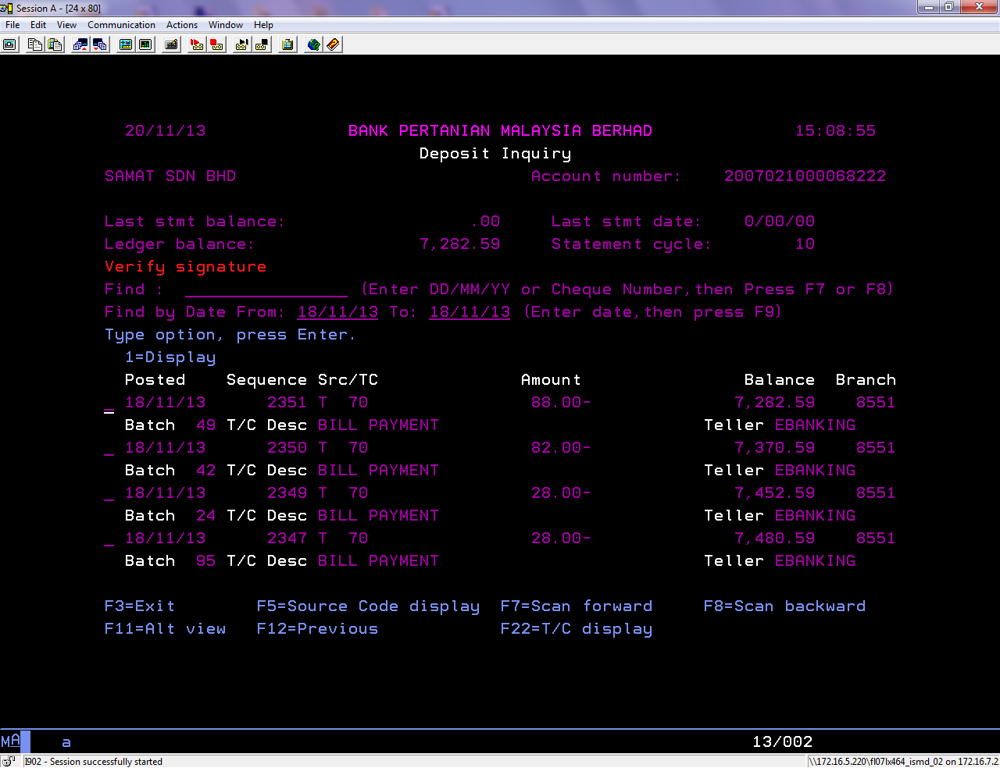 Session A - [24 x 80]
File Edit View Communication Actions Window Help
20/11/13 BANK PERTANIAN MALAYSIA BERHAD 15:08:55
Deposit Inquiry
SAMAT SDN BHD Account number: 2007021000068222
Last stmt balance: .00 Last stmt date: 0/00/00
Ledger balance: 7,282.59 Statement cycle: 10
Verify signature
Find : ________________ (Enter DD/MM/YY or Cheque Number,then Press F7 or F8)
Find by Date From: 18/11/13 To: 18/11/13 (Enter date,then press F9)
Type option, press Enter.
1=Display
Posted Sequence Src/TC Amount Balance Branch
_ 18/11/13 2351 T 70 88.00- 7,282.59 8551
Batch 49 T/C Desc BILL PAYMENT Teller EBANKING
_ 18/11/13 2350 T 70 82.00- 7,370.59 8551
Batch 42 T/C Desc BILL PAYMENT Teller EBANKING
_ 18/11/13 2349 T 70 28.00- 7,452.59 8551
Batch 24 T/C Desc BILL PAYMENT Teller EBANKING
_ 18/11/13 2347 T 70 28.00- 7,480.59 8551
Batch 95 T/C Desc BILL PAYMENT Teller EBANKING
F3=Exit F5=Source Code display F7=Scan forward F8=Scan backward
F11=Alt view F12=Previous F22=T/C display
MA a 13/002
I902 - Session successfully started \\172.16.5.220\fl07lx464_ismd_02 on 172.16.7.2